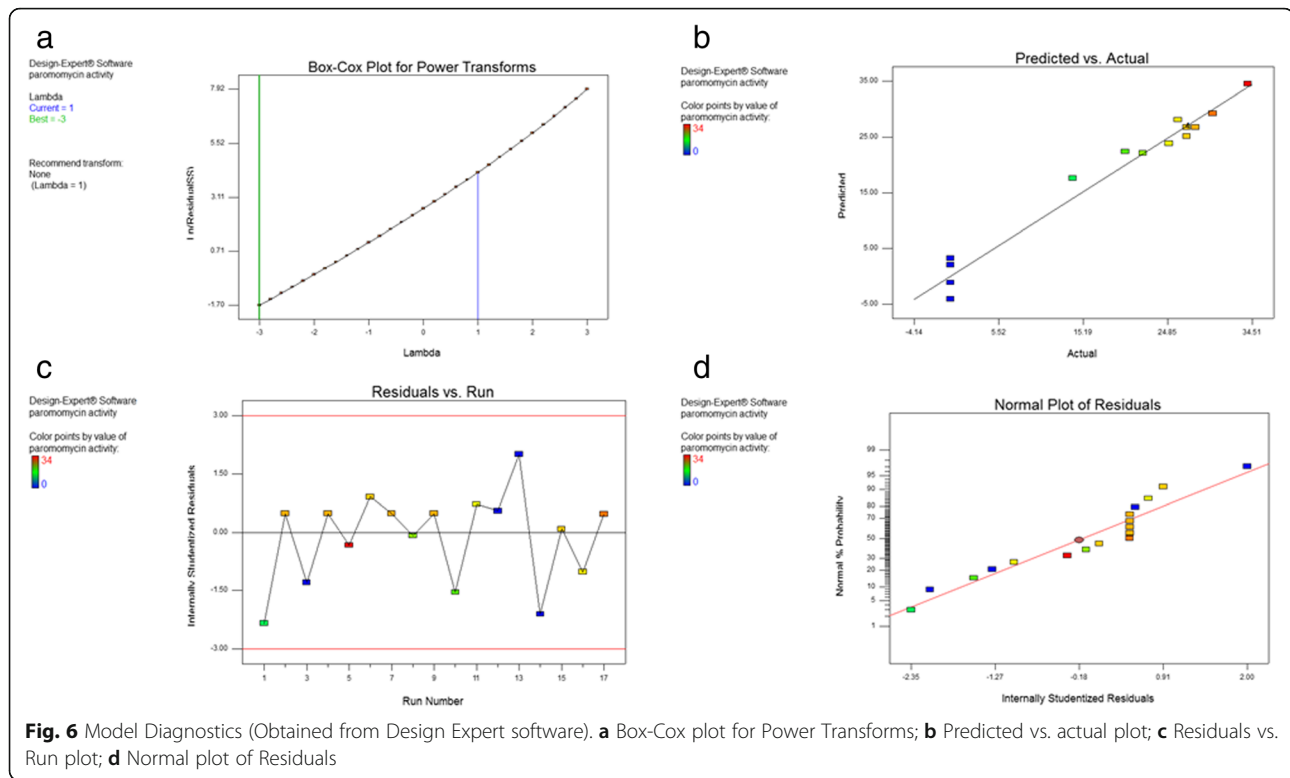 a
Design-Expert® Software
paromomycin activity
Lambda
Current = 1
Best = -3
Recommend transform:
None
(Lambda = 1)
Box-Cox Plot for Power Transforms
7.92
5.52
3.11
0.71
-1.70
Ln(ResidualSS)
-3 -2 -1 0 1 2 3
Lambda
b
Design-Expert® Software
paromomycin activity
Color points by value of
paromomycin activity:
34
0
Predicted vs. Actual
35.00
25.00
15.00
5.00
-5.00
Predicted
4
-4.14 5.52 15.19 24.85 34.51
Actual
c
Design-Expert® Software
paromomycin activity
Color points by value of
paromomycin activity:
34
0
Residuals vs. Run
3.00
1.50
0.00
-1.50
-3.00
Internally Studentized Residuals
1 3 5 7 9 11 13 15 17
Run Number
d
Design-Expert® Software
paromomycin activity
Color points by value of
paromomycin activity:
34
0
Normal Plot of Residuals
99
95
90
80
70
50
30
20
10
5
1
Normal % Probability
-2.35 -1.27 -0.18 0.91 2.00
Internally Studentized Residuals
Fig. 6 Model Diagnostics (Obtained from Design Expert software). a Box-Cox plot for Power Transforms; b Predicted vs. actual plot; c Residuals vs.
Run plot; d Normal plot of Residuals